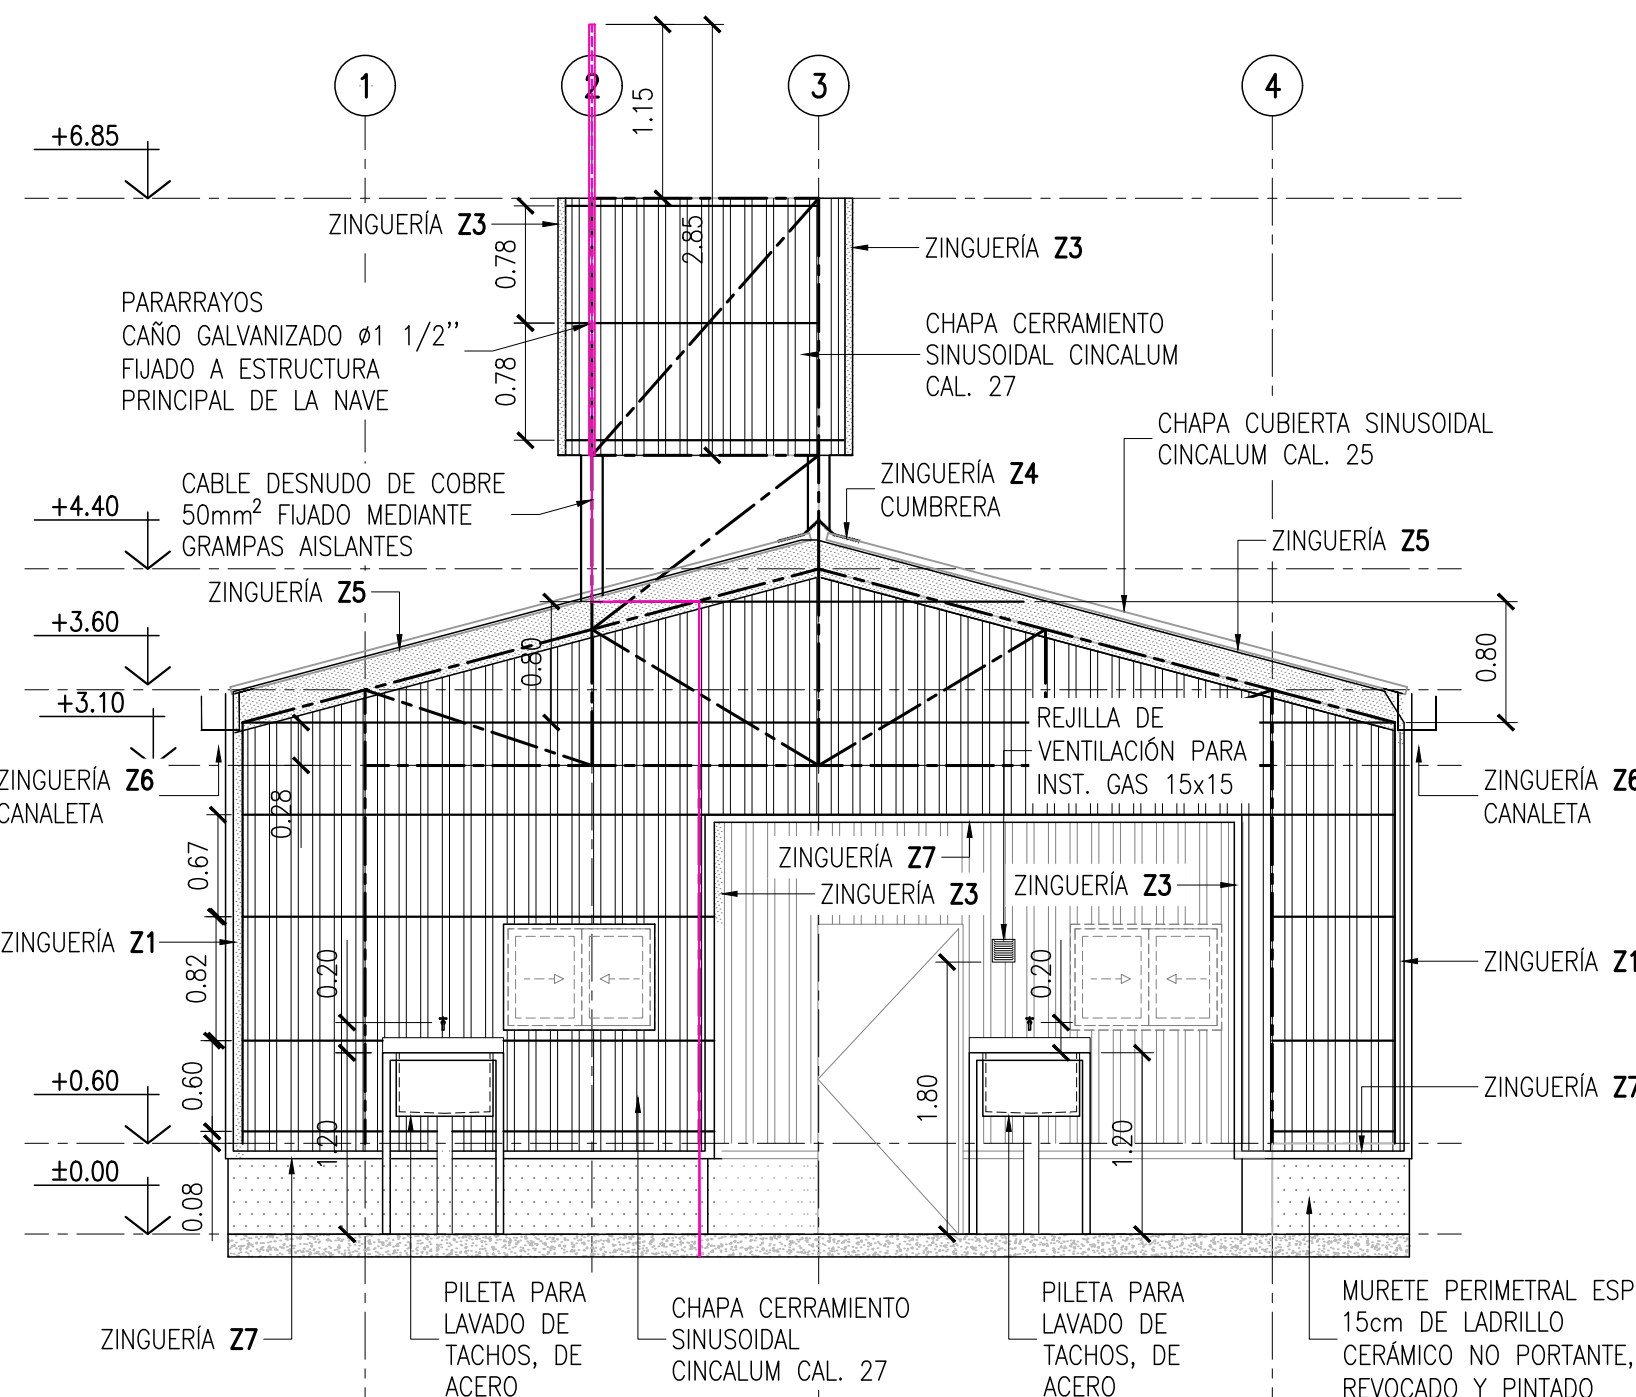 1
2
3
4
1.15
+6.85
ZINGUERÍA Z3
2.85
ZINGUERÍA Z3
0.78
PARARRAYOS
CAÑO GALVANIZADO ø1 1/2’’
FIJADO A ESTRUCTURA
PRINCIPAL DE LA NAVE
CHAPA CERRAMIENTO
SINUSOIDAL CINCALUM
CAL. 27
0.78
CHAPA CUBIERTA SINUSOIDAL
CINCALUM CAL. 25
CABLE DESNUDO DE COBRE
50mm² FIJADO MEDIANTE
GRAMPAS AISLANTES
ZINGUERÍA Z4
CUMBRERA
+4.40
ZINGUERÍA Z5
ZINGUERÍA Z5
+3.60
0.80
0.80
+3.10
REJILLA DE
VENTILACIÓN PARA
INST. GAS 15x15
ZINGUERÍA Z6
CANALETA
ZINGUERÍA Z6
CANALETA
0.28
0.67
ZINGUERÍA Z7
ZINGUERÍA Z3
ZINGUERÍA Z3
ZINGUERÍA Z1
0.82
0.20
0.20
ZINGUERÍA Z1
+0.60
0.60
1.80
ZINGUERÍA Z7
1.20
1.20
±0.00
0.08
ZINGUERÍA Z7
PILETA PARA
LAVADO DE
TACHOS, DE
ACERO
CHAPA CERRAMIENTO
SINUSOIDAL
CINCALUM CAL. 27
PILETA PARA
LAVADO DE
TACHOS, DE
ACERO
MURETE PERIMETRAL ESP
15cm DE LADRILLO
CERÁMICO NO PORTANTE,
REVOCADO Y PINTADO